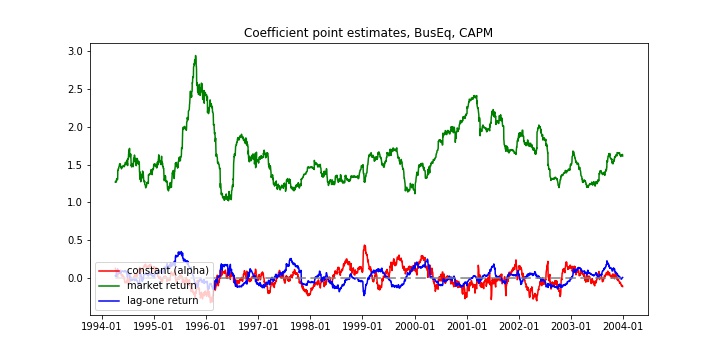 Coefficient point estimates, BusEq, CAPM
3.0
2.5
2.0
1.5
1.0
0.5
0.0
constant (alpha)
market return
lag-one return
1994-01 1995-01 1996-01 1997-01 1998-01 1999-01 2000-01 2001-01 2002-01 2003-01 2004-01